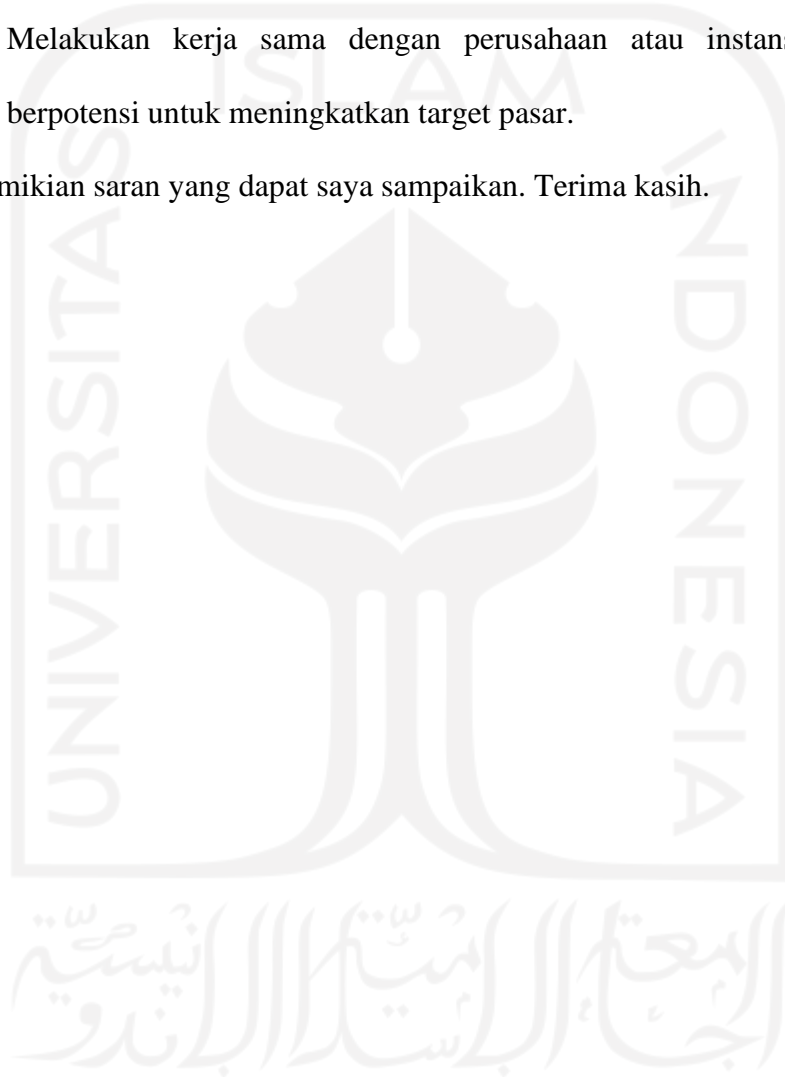 Melakukan kerja sama dengan perusahaan atau instans
berpotensi untuk meningkatkan target pasar.
mikian saran yang dapat saya sampaikan. Terima kasih.
ISLAM
UNIVERSITAS
INDONESIA